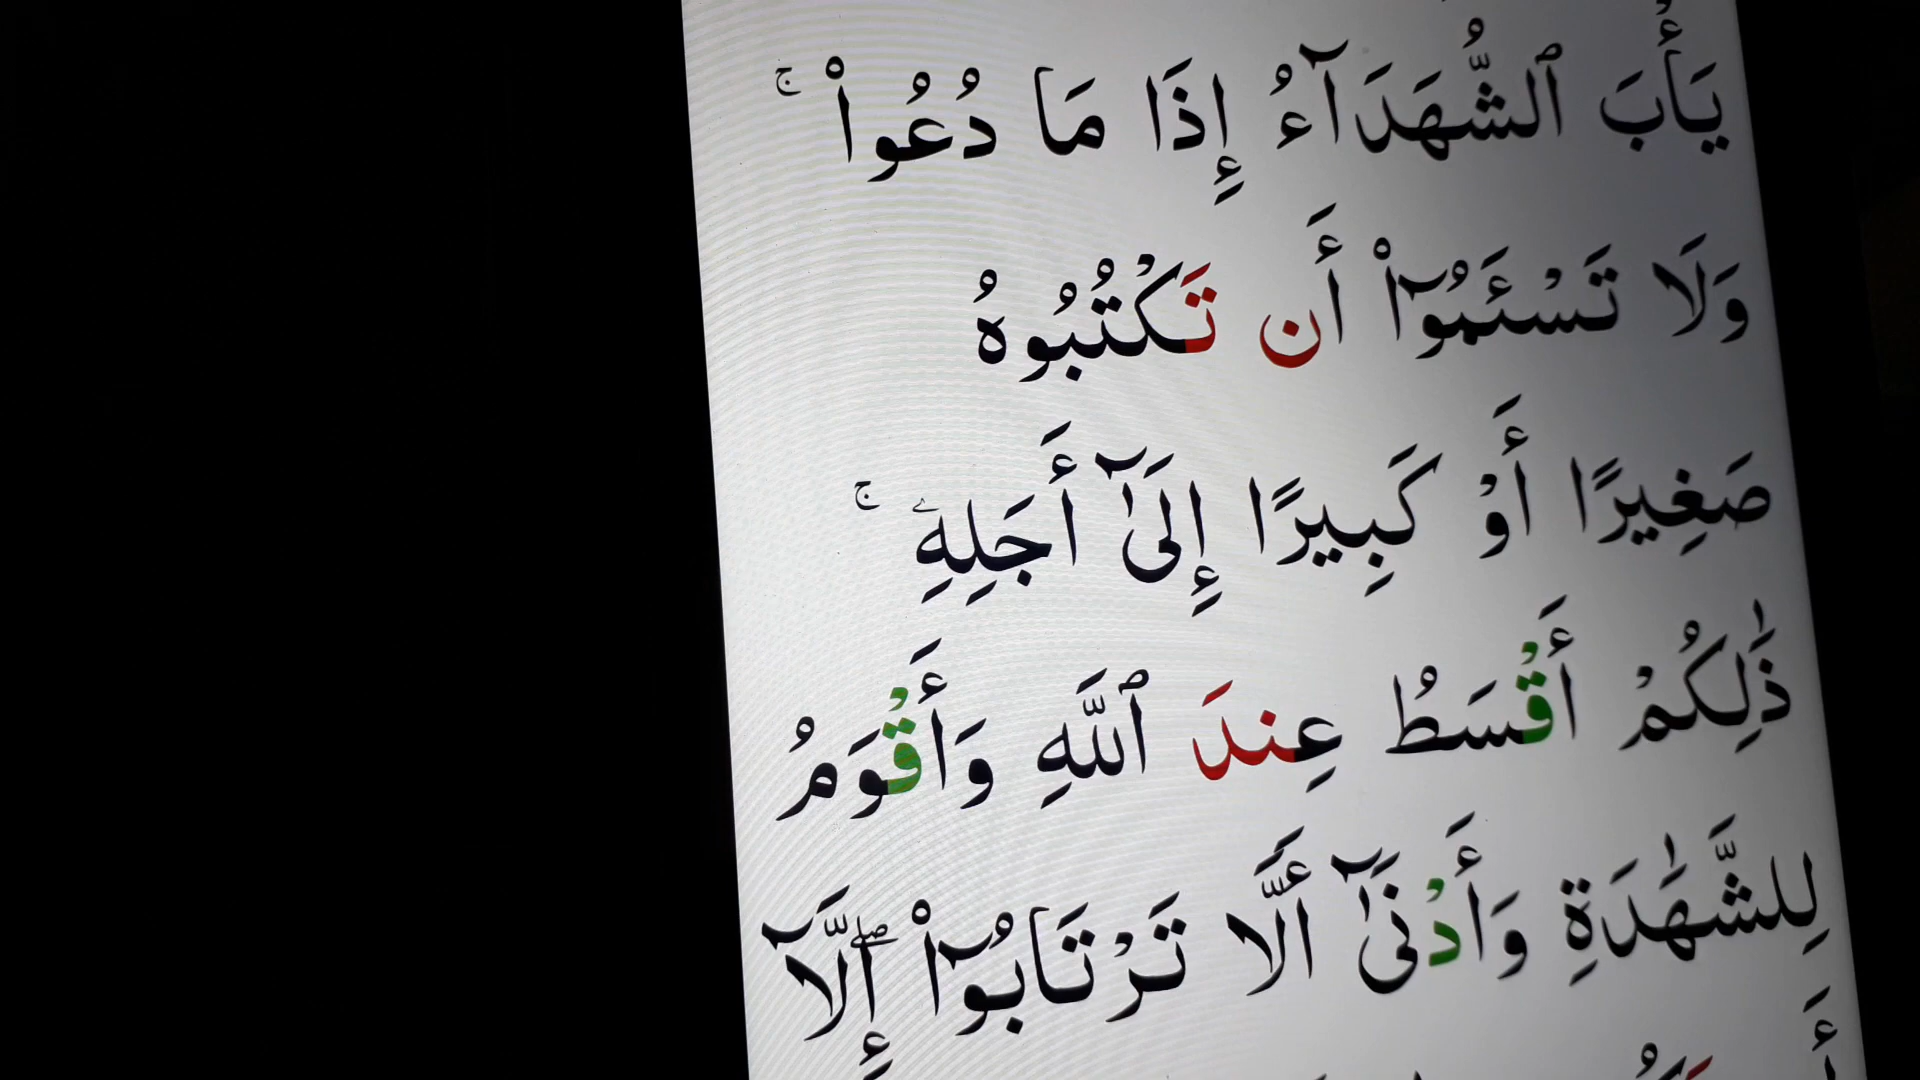 يَأْبَ ٱلشُّهَدَآءُ إِذَا مَا دُعُوا۟ ۚ
وَلَا تَسْـَٔمُوٓا۟ أَن تَكْتُبُوهُ
صَغِيرًا أَوْ كَبِيرًا إِلَىٰٓ أَجَلِهِۦ ۚ
ذَٰلِكُمْ أَقْسَطُ عِندَ ٱللَّهِ وَأَقْوَمُ
لِلشَّهَٰدَةِ وَأَدْنَىٰٓ أَلَّا تَرْتَابُوٓا۟ ۖ إِلَّآ